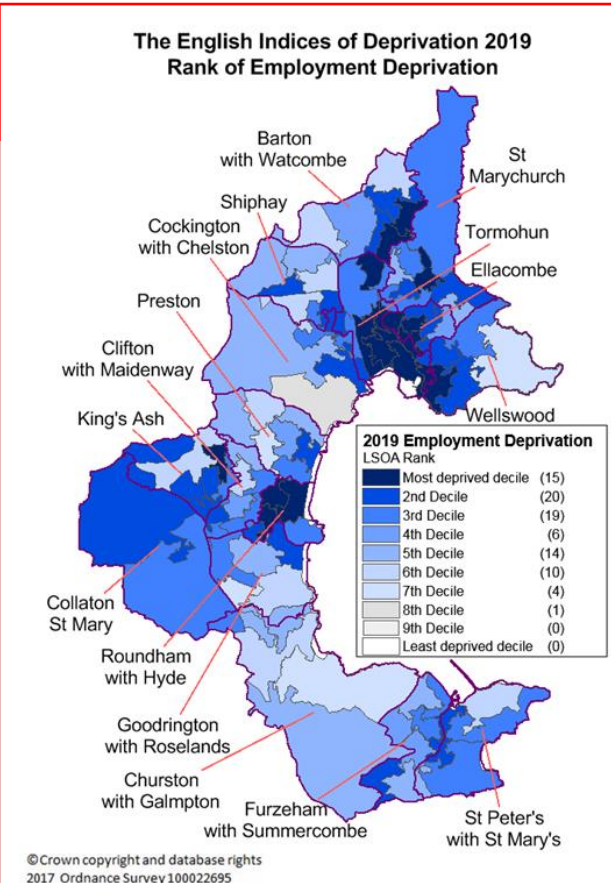 The English Indices of Deprivation 2019
Rank of Employment Deprivation
Barton
with Watcombe
St
Marychurch
Shiphay
Cockington
with Chelston
Tormohun
Ellacombe
Preston
Clifton
with Maidenway
King's Ash
Wellswood
2019 Employment Deprivation
LSOA Rank
Most deprived decile (15)
2nd Decile (20)
3rd Decile (19)
4th Decile (6)
5th Decile (14)
6th Decile (10)
7th Decile (4)
8th Decile (1)
9th Decile (0)
Least deprived decile (0)
Collaton
St Mary
Roundham
with Hyde
Goodrington
with Roselands
Churston
with Galmpton
Furzeham
with Summercombe
St Peter's
with St Mary's
©Crown copyright and database rights
2017 Ordnance Survey 100022695